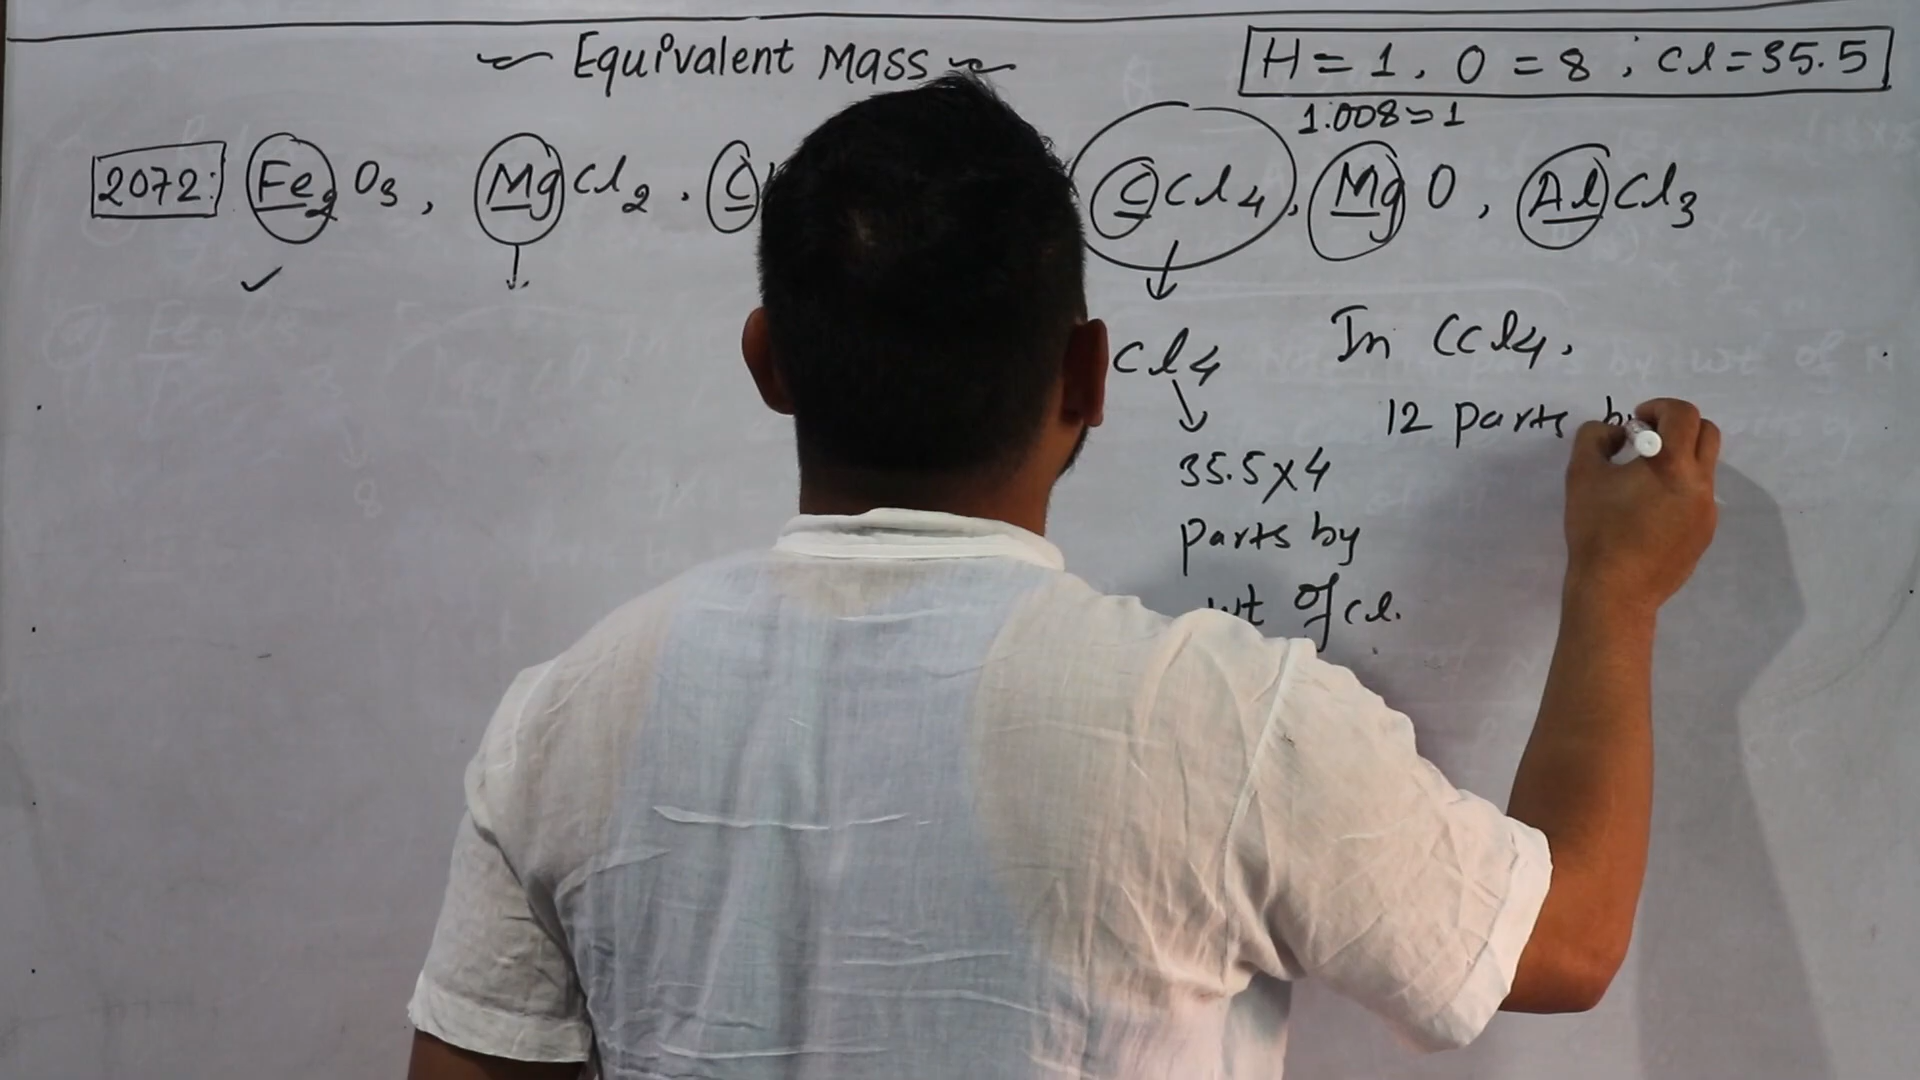 Equivalent Mass
H = 1, O = 8 ; Cl = 35.5
1.008 ≃ 1
2072: Fe2O3, MgCl2. C CCl4, MgO, AlCl3
Cl4
35.5x4
parts by
wt of cl.
In CCl4,
12 parts by